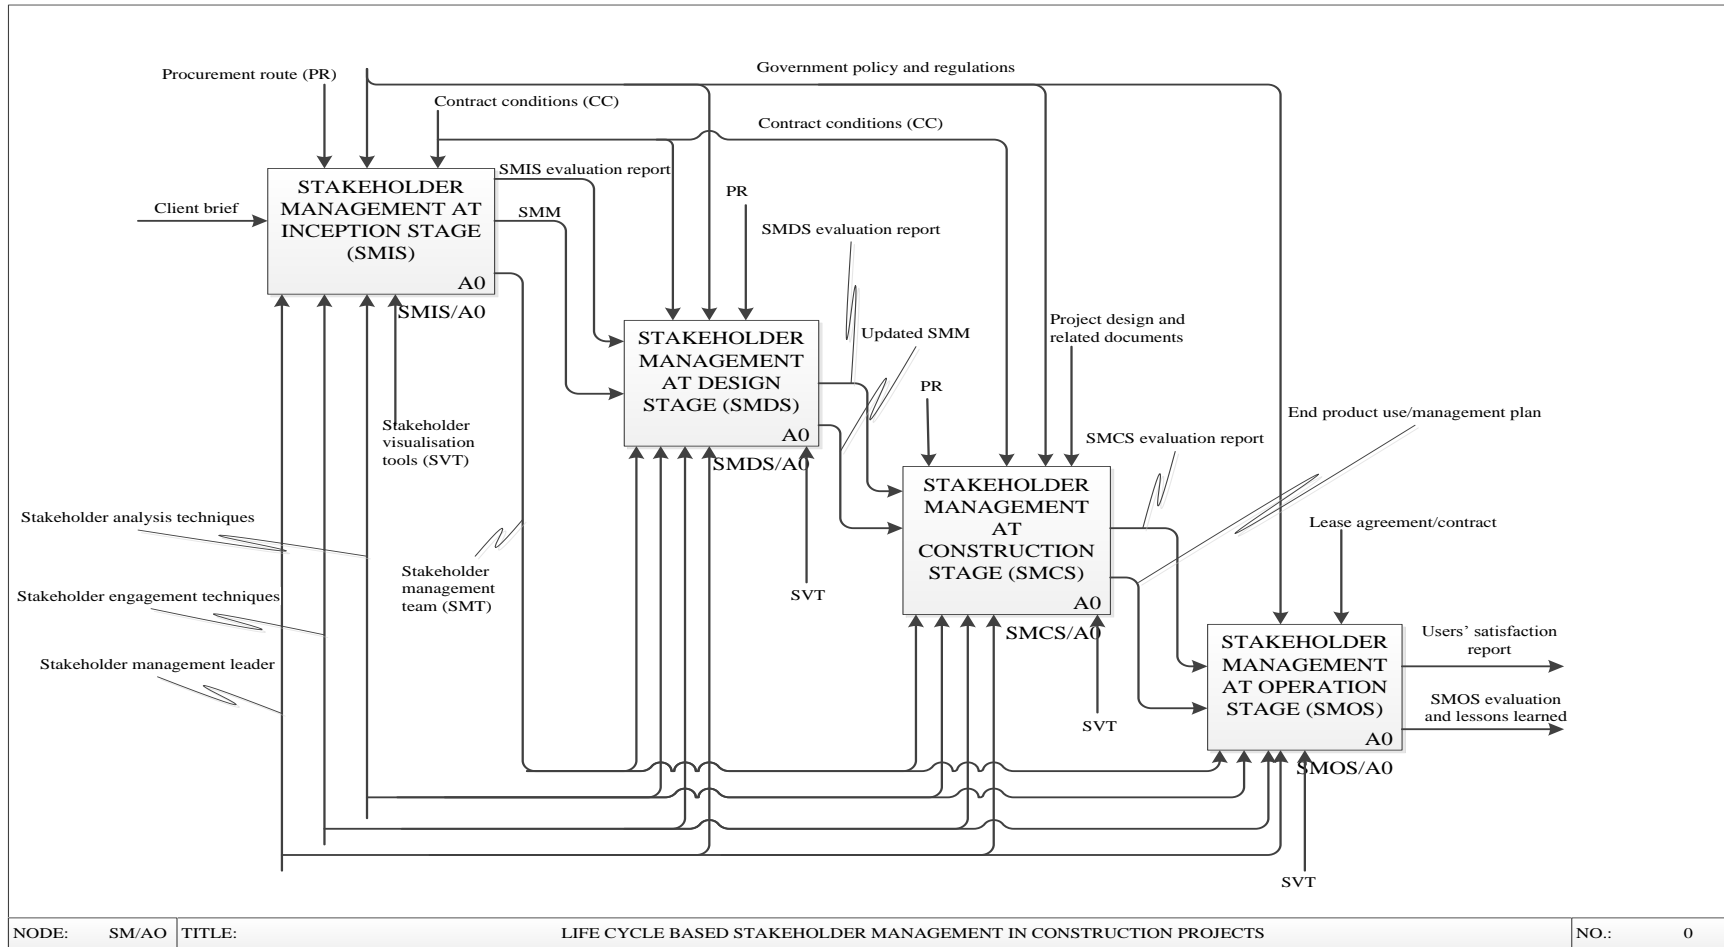 Procurement route (PR)
Government policy and regulations
Contract conditions (CC)
Contract conditions (CC)
SMIS evaluation report
STAKEHOLDER
MANAGEMENT AT
INCEPTION STAGE
(SMIS)
A0
SMIS/A0
Client brief
SMM
PR
SMDS evaluation report
STAKEHOLDER
MANAGEMENT
AT DESIGN
STAGE (SMDS)
A0
SMDS/A0
Updated SMM
Project design and
related documents
PR
Stakeholder
visualisation
tools (SVT)
End product use/management plan
SMCS evaluation report
STAKEHOLDER
MANAGEMENT
AT
CONSTRUCTION
STAGE (SMCS)
A0
SMCS/A0
Stakeholder analysis techniques
Lease agreement/contract
Stakeholder
management
team (SMT)
SVT
Stakeholder engagement techniques
Stakeholder management leader
STAKEHOLDER
MANAGEMENT
AT OPERATION
STAGE (SMOS)
A0
SMOS/A0
Users’ satisfaction
report
SMOS evaluation
and lessons learned
SVT
SVT
NODE: SM/AO TITLE: LIFE CYCLE BASED STAKEHOLDER MANAGEMENT IN CONSTRUCTION PROJECTS NO.: 0